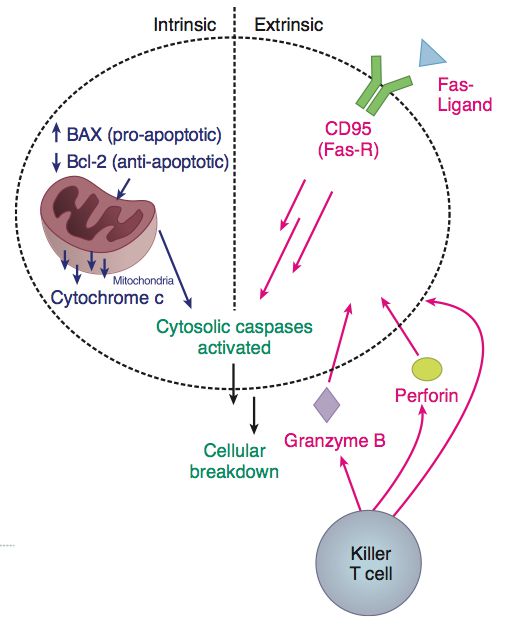 Intrinsic
Extrinsic
Fas-
Ligand
CD95
(Fas-R)
↑ BAX (pro-apoptotic)
↓ Bcl-2 (anti-apoptotic)
Mitochondria
Cytochrome c
Cytosolic caspases
activated
Perforin
Granzyme B
Cellular
breakdown
Killer
T cell